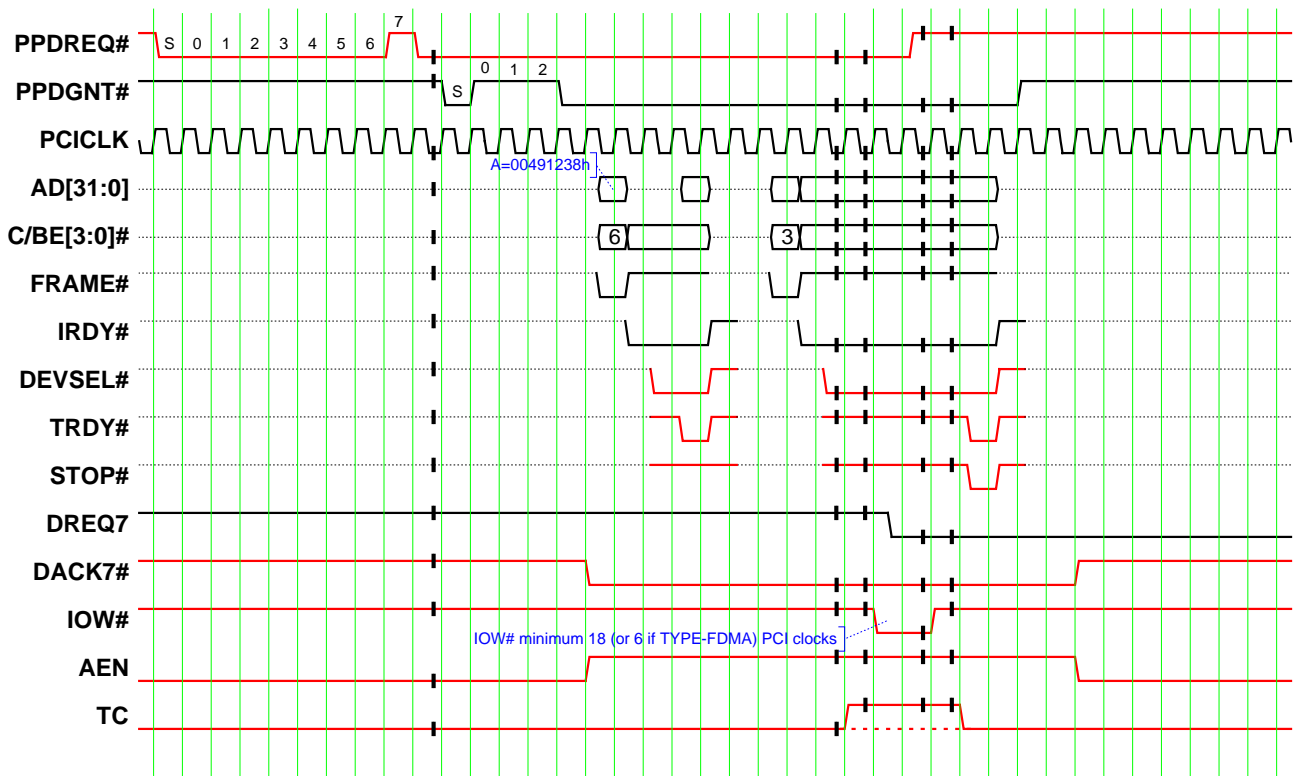 7
PPDREQ# S 0 1 2 3 4 5 6
0 1 2
PPDGNT# S
PCICLK
A=00491238h
AD[31:0]
C/BE[3:0]# 6 3
FRAME#
IRDY#
DEVSEL#
TRDY#
STOP#
DREQ7
DACK7#
IOW#
IOW# minimum 18 (or 6 if TYPE-FDMA) PCI clocks
AEN
TC